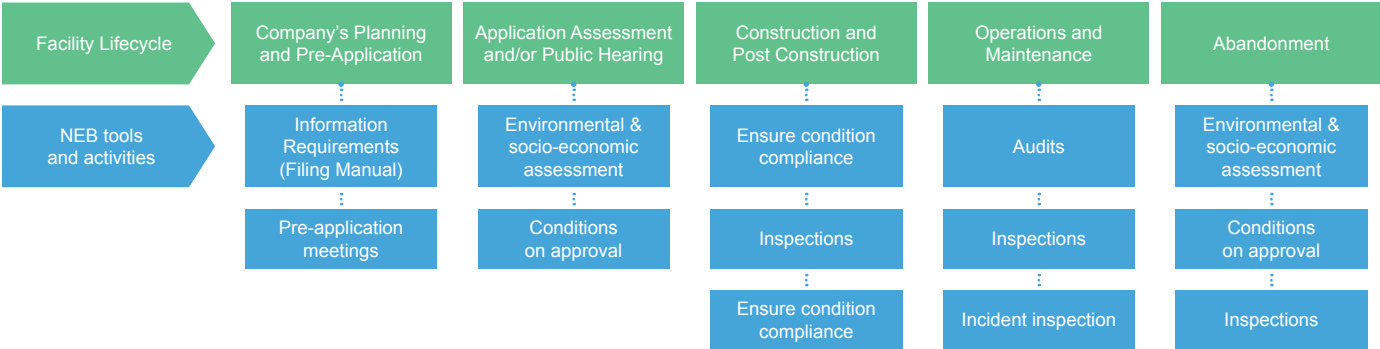 Facility Lifecycle
Company’s Planning
and Pre-Application
Application Assessment
and/or Public Hearing
Construction and
Post Construction
Operations and
Maintenance
Abandonment
NEB tools
and activities
Information
Requirements
(Filing Manual)
Environmental &
socio-economic
assessment
Ensure condition
compliance
Audits
Environmental &
socio-economic
assessment
Pre-application
meetings
Conditions
on approval
Inspections
Inspections
Conditions
on approval
Ensure condition
compliance
Incident inspection
Inspections